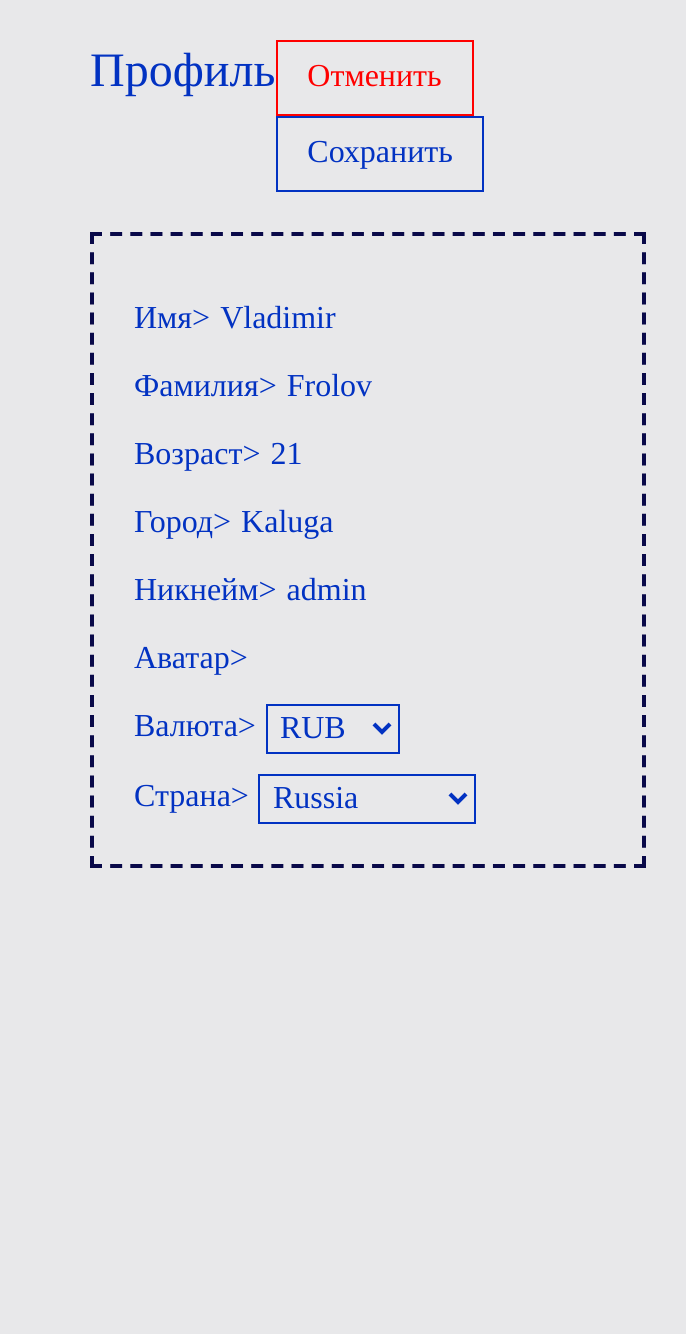 Профиль Отменить
Сохранить
Имя> Vladimir
Фамилия> Frolov
Возраст> 21
Город> Kaluga
Никнейм> admin
Аватар>
Валюта> RUB
Страна> Russia